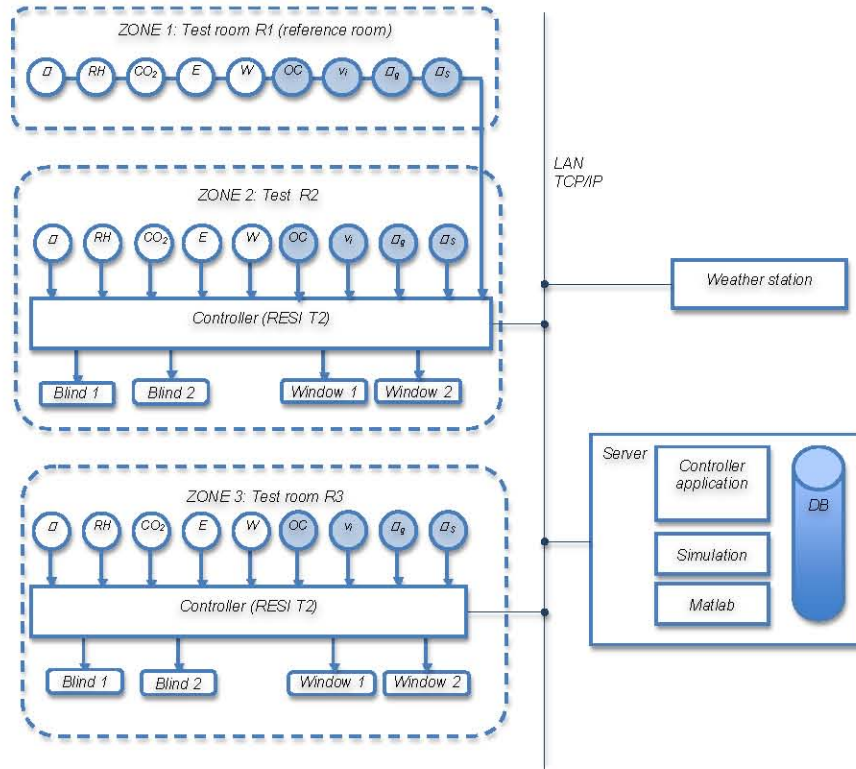 ZONE 1: Test room R1 (reference room)
□ RH CO₂ E W OC vᵢ □g □s
LAN
TCP/IP
ZONE 2: Test R2
□ RH CO₂ E W OC vᵢ □g □s
Weather station
Controller (RESI T2)
Blind 1 Blind 2 Window 1 Window 2
Server
Controller
application
DB
ZONE 3: Test room R3
□ RH CO₂ E W OC vᵢ □g □s
Simulation
Controller (RESI T2)
Matlab
Blind 1 Blind 2 Window 1 Window 2